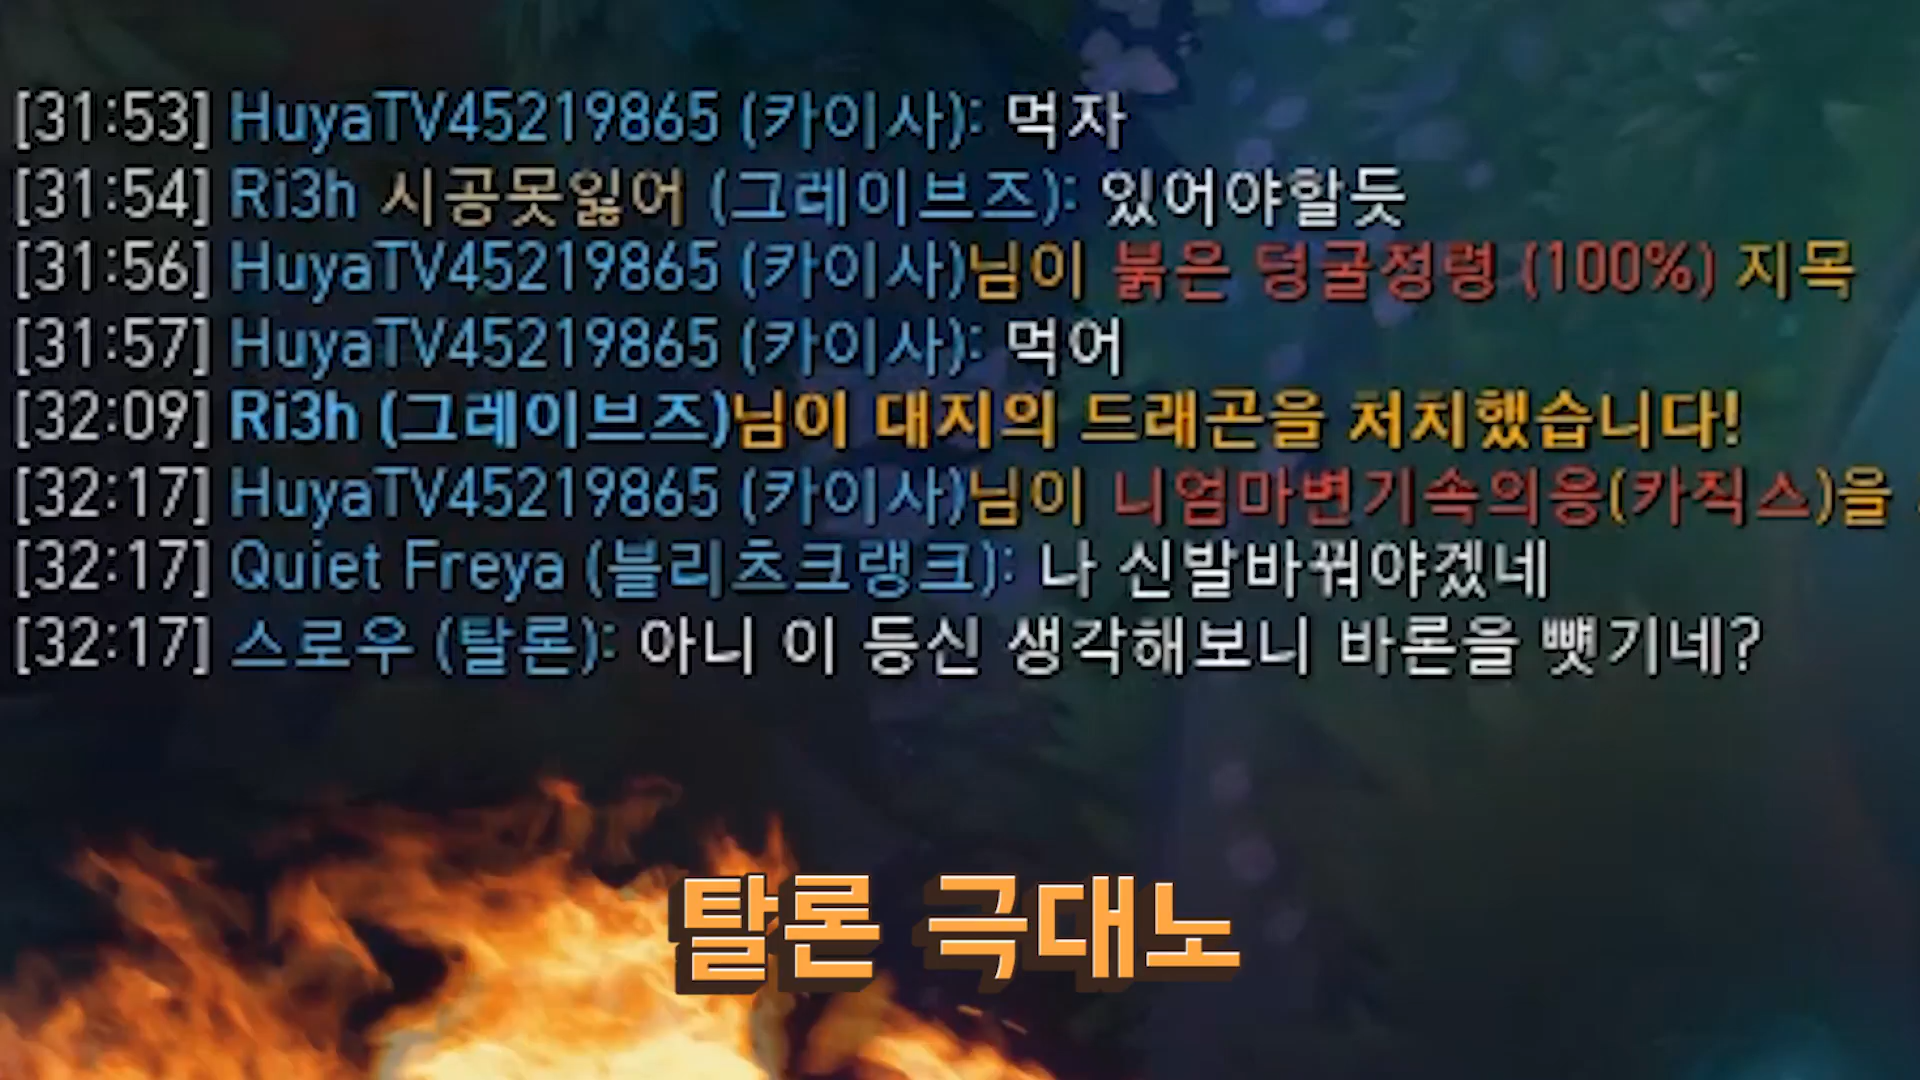 [31:53] HuyaTV45219865 (카이사): 먹자
[31:54] Ri3h 시공못잃어 (그레이브즈): 있어야할듯
[31:56] HuyaTV45219865 (카이사)님이 붉은 덩굴정령 (100%) 지목
[31:57] HuyaTV45219865 (카이사): 먹어
[32:09] Ri3h (그레이브즈)님이 대지의 드래곤을 처치했습니다!
[32:17] HuyaTV45219865 (카이사)님이 니엄마변기속의응(카직스)을
[32:17] Quiet Freya (블리츠크랭크): 나 신발바꿔야겠네
[32:17] 스로우 (탈론): 아니 이 등신 생각해보니 바론을 뺏기네?
탈론 극대노